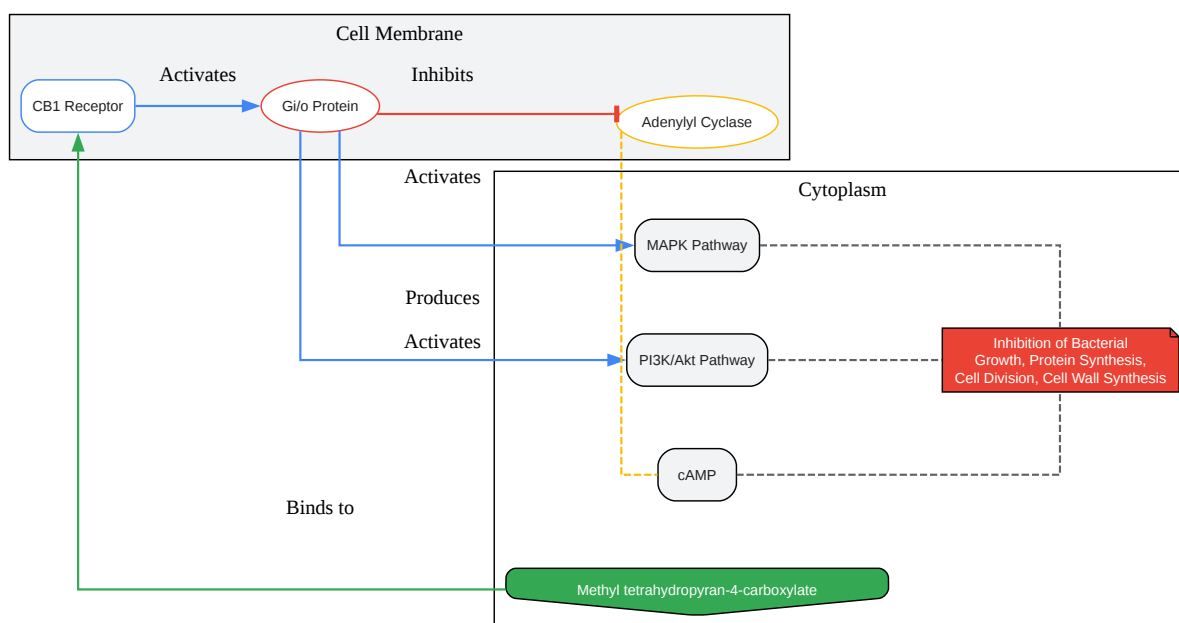 Cell Membrane
Activates
Inhibits
CB1 Receptor
Gi/o Protein
Adenylyl Cyclase
Activates
Cytoplasm
MAPK Pathway
Produces
Activates
PI3K/Akt Pathway
Inhibition of Bacterial
Growth, Protein Synthesis,
Cell Division, Cell Wall Synthesis
cAMP
Binds to
Methyl tetrahydropyran-4-carboxylate